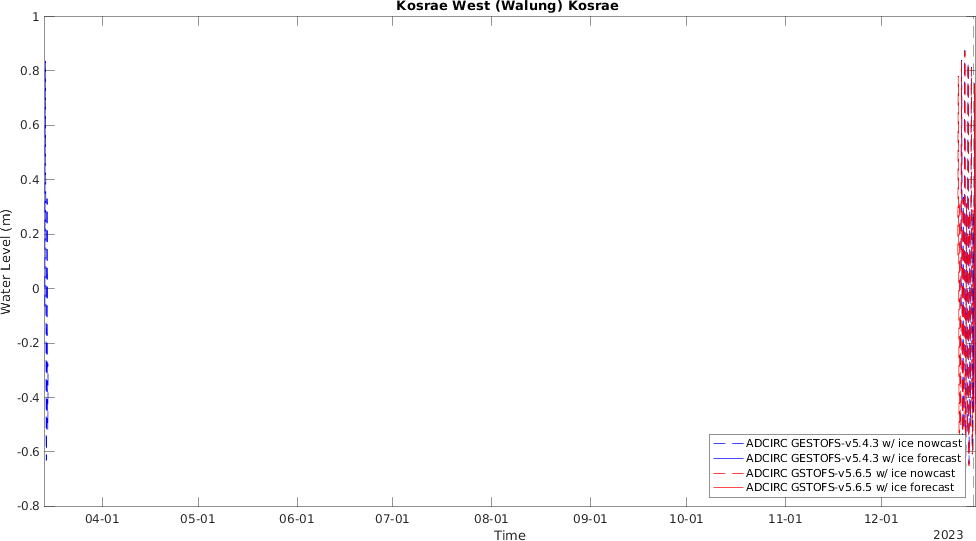 Kosrae West (Walung) Kosrae
1
0.8
0.6
0.4
0.2
0
-0.2
-0.4
-0.6
-0.8
Water Level (m)
04-01 05-01 06-01 07-01 08-01 09-01 10-01 11-01 12-01
Time
2023
ADCIRC GESTOFS-v5.4.3 w/ ice nowcast
ADCIRC GESTOFS-v5.4.3 w/ ice forecast
ADCIRC GSTOFS-v5.6.5 w/ ice nowcast
ADCIRC GSTOFS-v5.6.5 w/ ice forecast